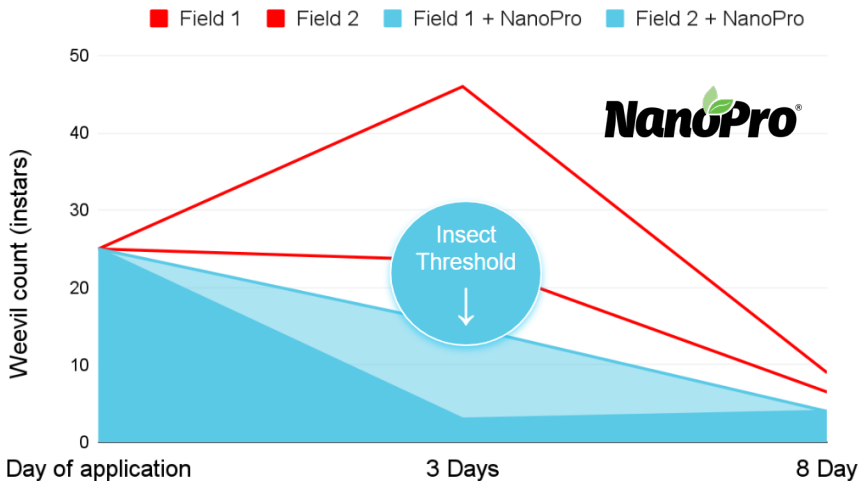 Field 1 Field 2 Field 1 + NanoPro Field 2 + NanoPro
50
NanoPro®
40
30
Insect
Threshold
20
10
0
Weevil count (instars)
Day of application 3 Days 8 Day